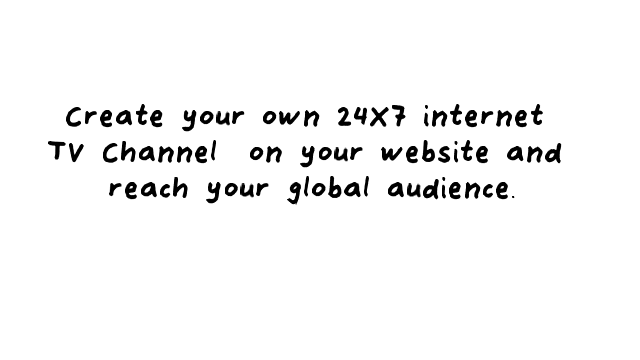 Create your own 24X7 internet
TV Channel on your website and
reach your global audience.